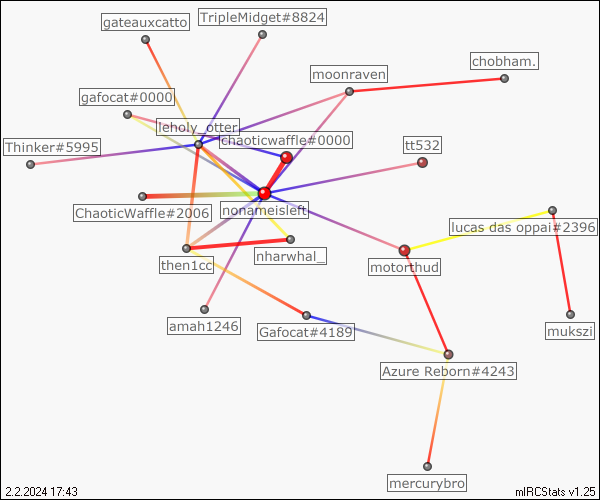 TripleMidget#8824
gateauxcatto
chobham.
moonraven
gafocat#0000
leholy_otter
chaoticwaffle#0000
Thinker#5995
tt532
ChaoticWaffle#2006
nonameisleft
lucas das oppai#2396
nharwhal_
then1cc
motorthud
amah1246
Gafocat#4189
mukszi
Azure Reborn#4243
mercurybro
2.2.2024 17:43
mIRCStats v1.25